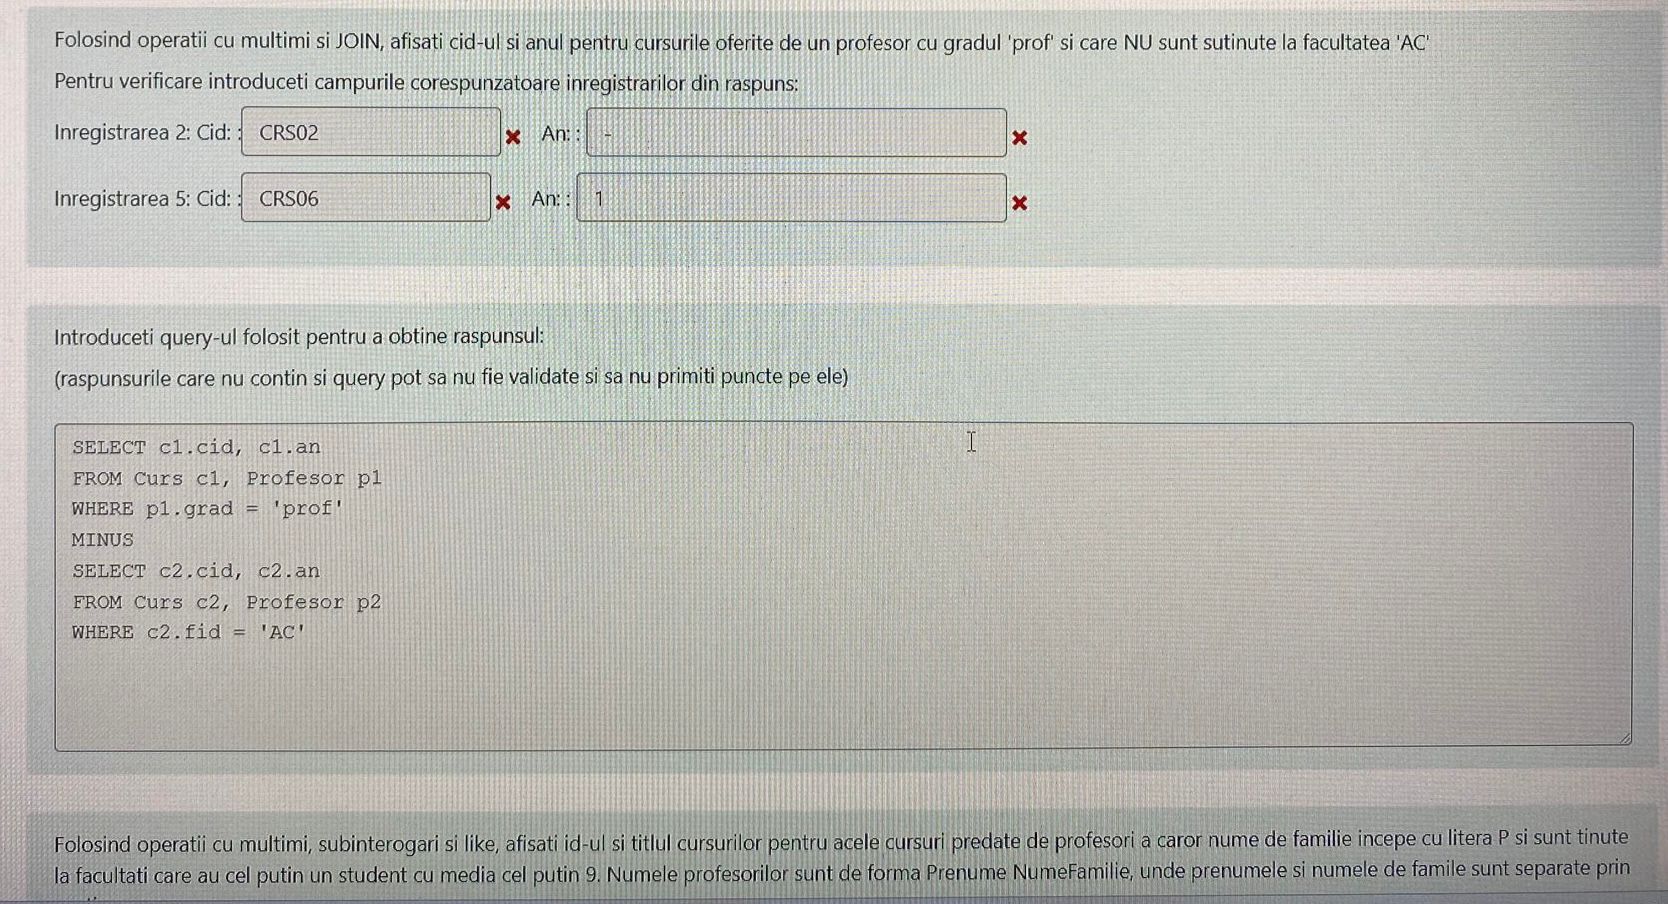 Folosind operatii cu multimi si JOIN, afisati cid-ul si anul pentru cursurile oferite de un profesor cu gradul 'prof' si care NU sunt sutinute la facultatea 'AC'
Pentru verificare introduceti campurile corespunzatoare inregistrarilor din raspuns:
Inregistrarea 2: Cid: : CRS02 An: : -
Inregistrarea 5: Cid: : CRS06 An: : 1
Introduceti query-ul folosit pentru a obtine raspunsul:
(raspunsurile care nu contin si query pot sa nu fie validate si sa nu primiti puncte pe ele)
SELECT c1.cid, c1.an
FROM Curs c1, Profesor p1
WHERE p1.grad = 'prof'
MINUS
SELECT c2.cid, c2.an
FROM Curs c2, Profesor p2
WHERE c2.fid = 'AC'
Folosind operatii cu multimi, subinterogari si like, afisati id-ul si titlul cursurilor pentru acele cursuri predate de profesori a caror nume de familie incepe cu litera P si sunt tinute
la facultati care au cel putin un student cu media cel putin 9. Numele profesorilor sunt de forma Prenume NumeFamilie, unde prenumele si numele de famile sunt separate prin